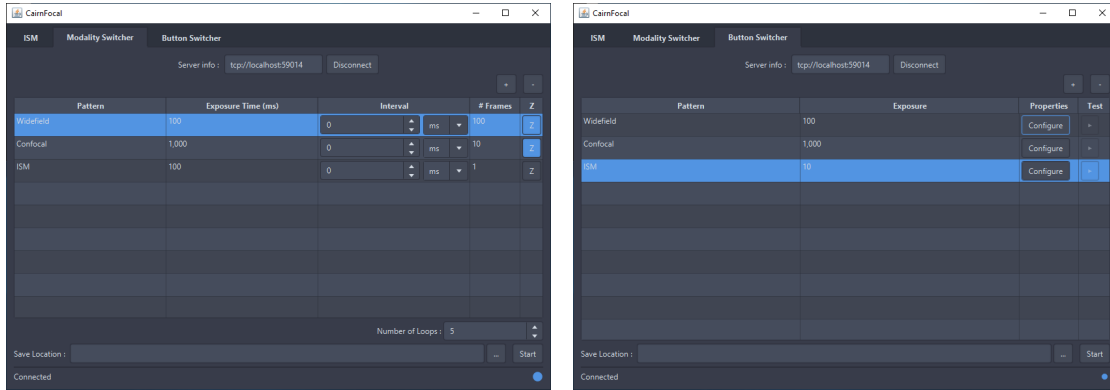 CairnFocal
ISM Modality Switcher Button Switcher
Server info : tcp://localhost:59014 Disconnect
+ -
Pattern Exposure Time (ms) Interval # Frames Z
Widefield 100 0 ms 100 Z
Confocal 1,000 0 ms 10 Z
ISM 100 0 ms 1 Z
Number of Loops : 5
Save Location : ... Start
Connected
CairnFocal
ISM Modality Switcher Button Switcher
Server info : tcp://localhost:59014 Disconnect
+ -
Pattern Exposure Properties Test
Widefield 100 Configure
Confocal 1,000 Configure
ISM 10 Configure
Save Location : ... Start
Connected